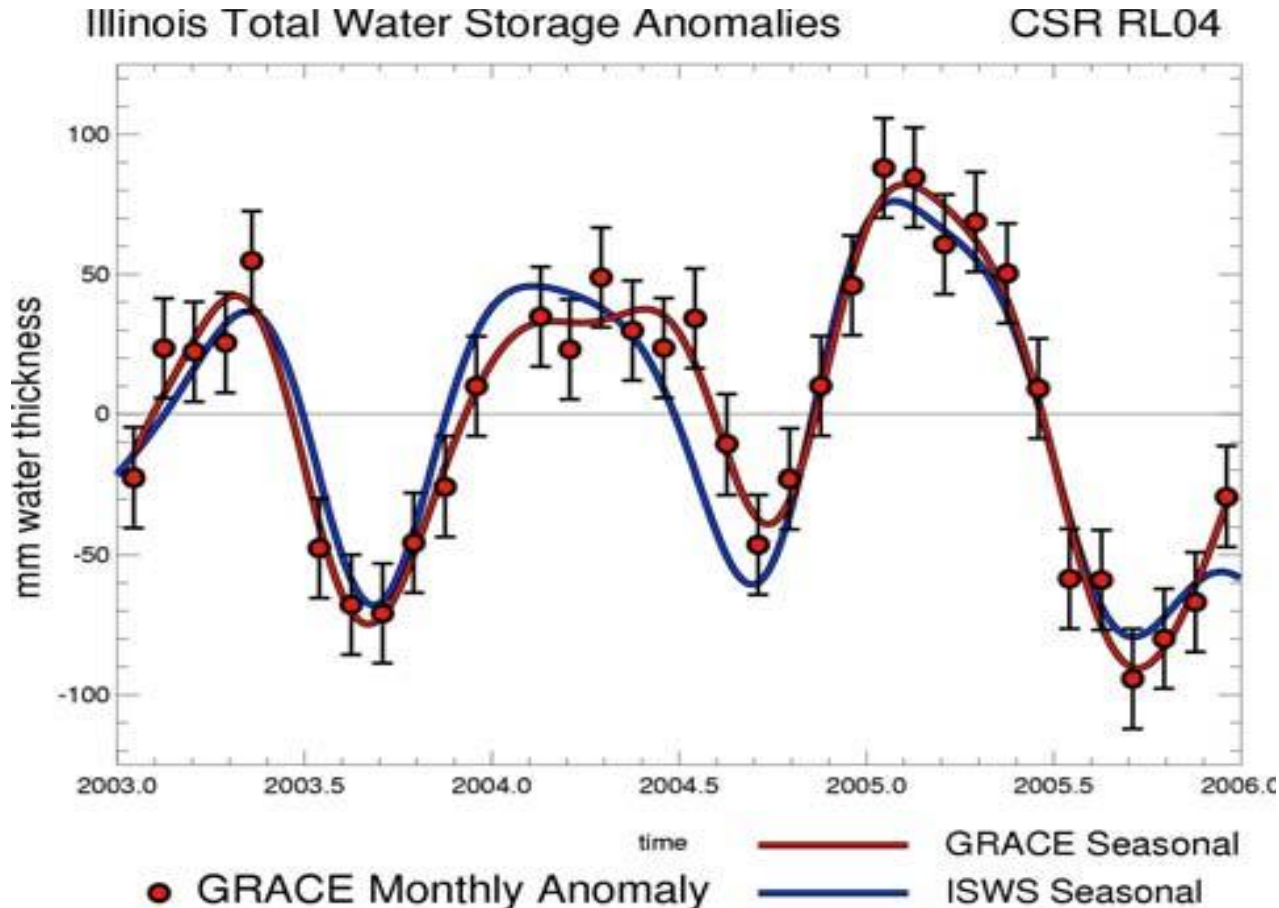 Illinois Total Water Storage Anomalies CSR RL04
mm water thickness
100
50
0
-50
-100
2003.0 2003.5 2004.0 2004.5 2005.0 2005.5 2006.0
time
GRACE Seasonal
GRACE Monthly Anomaly
ISWS Seasonal